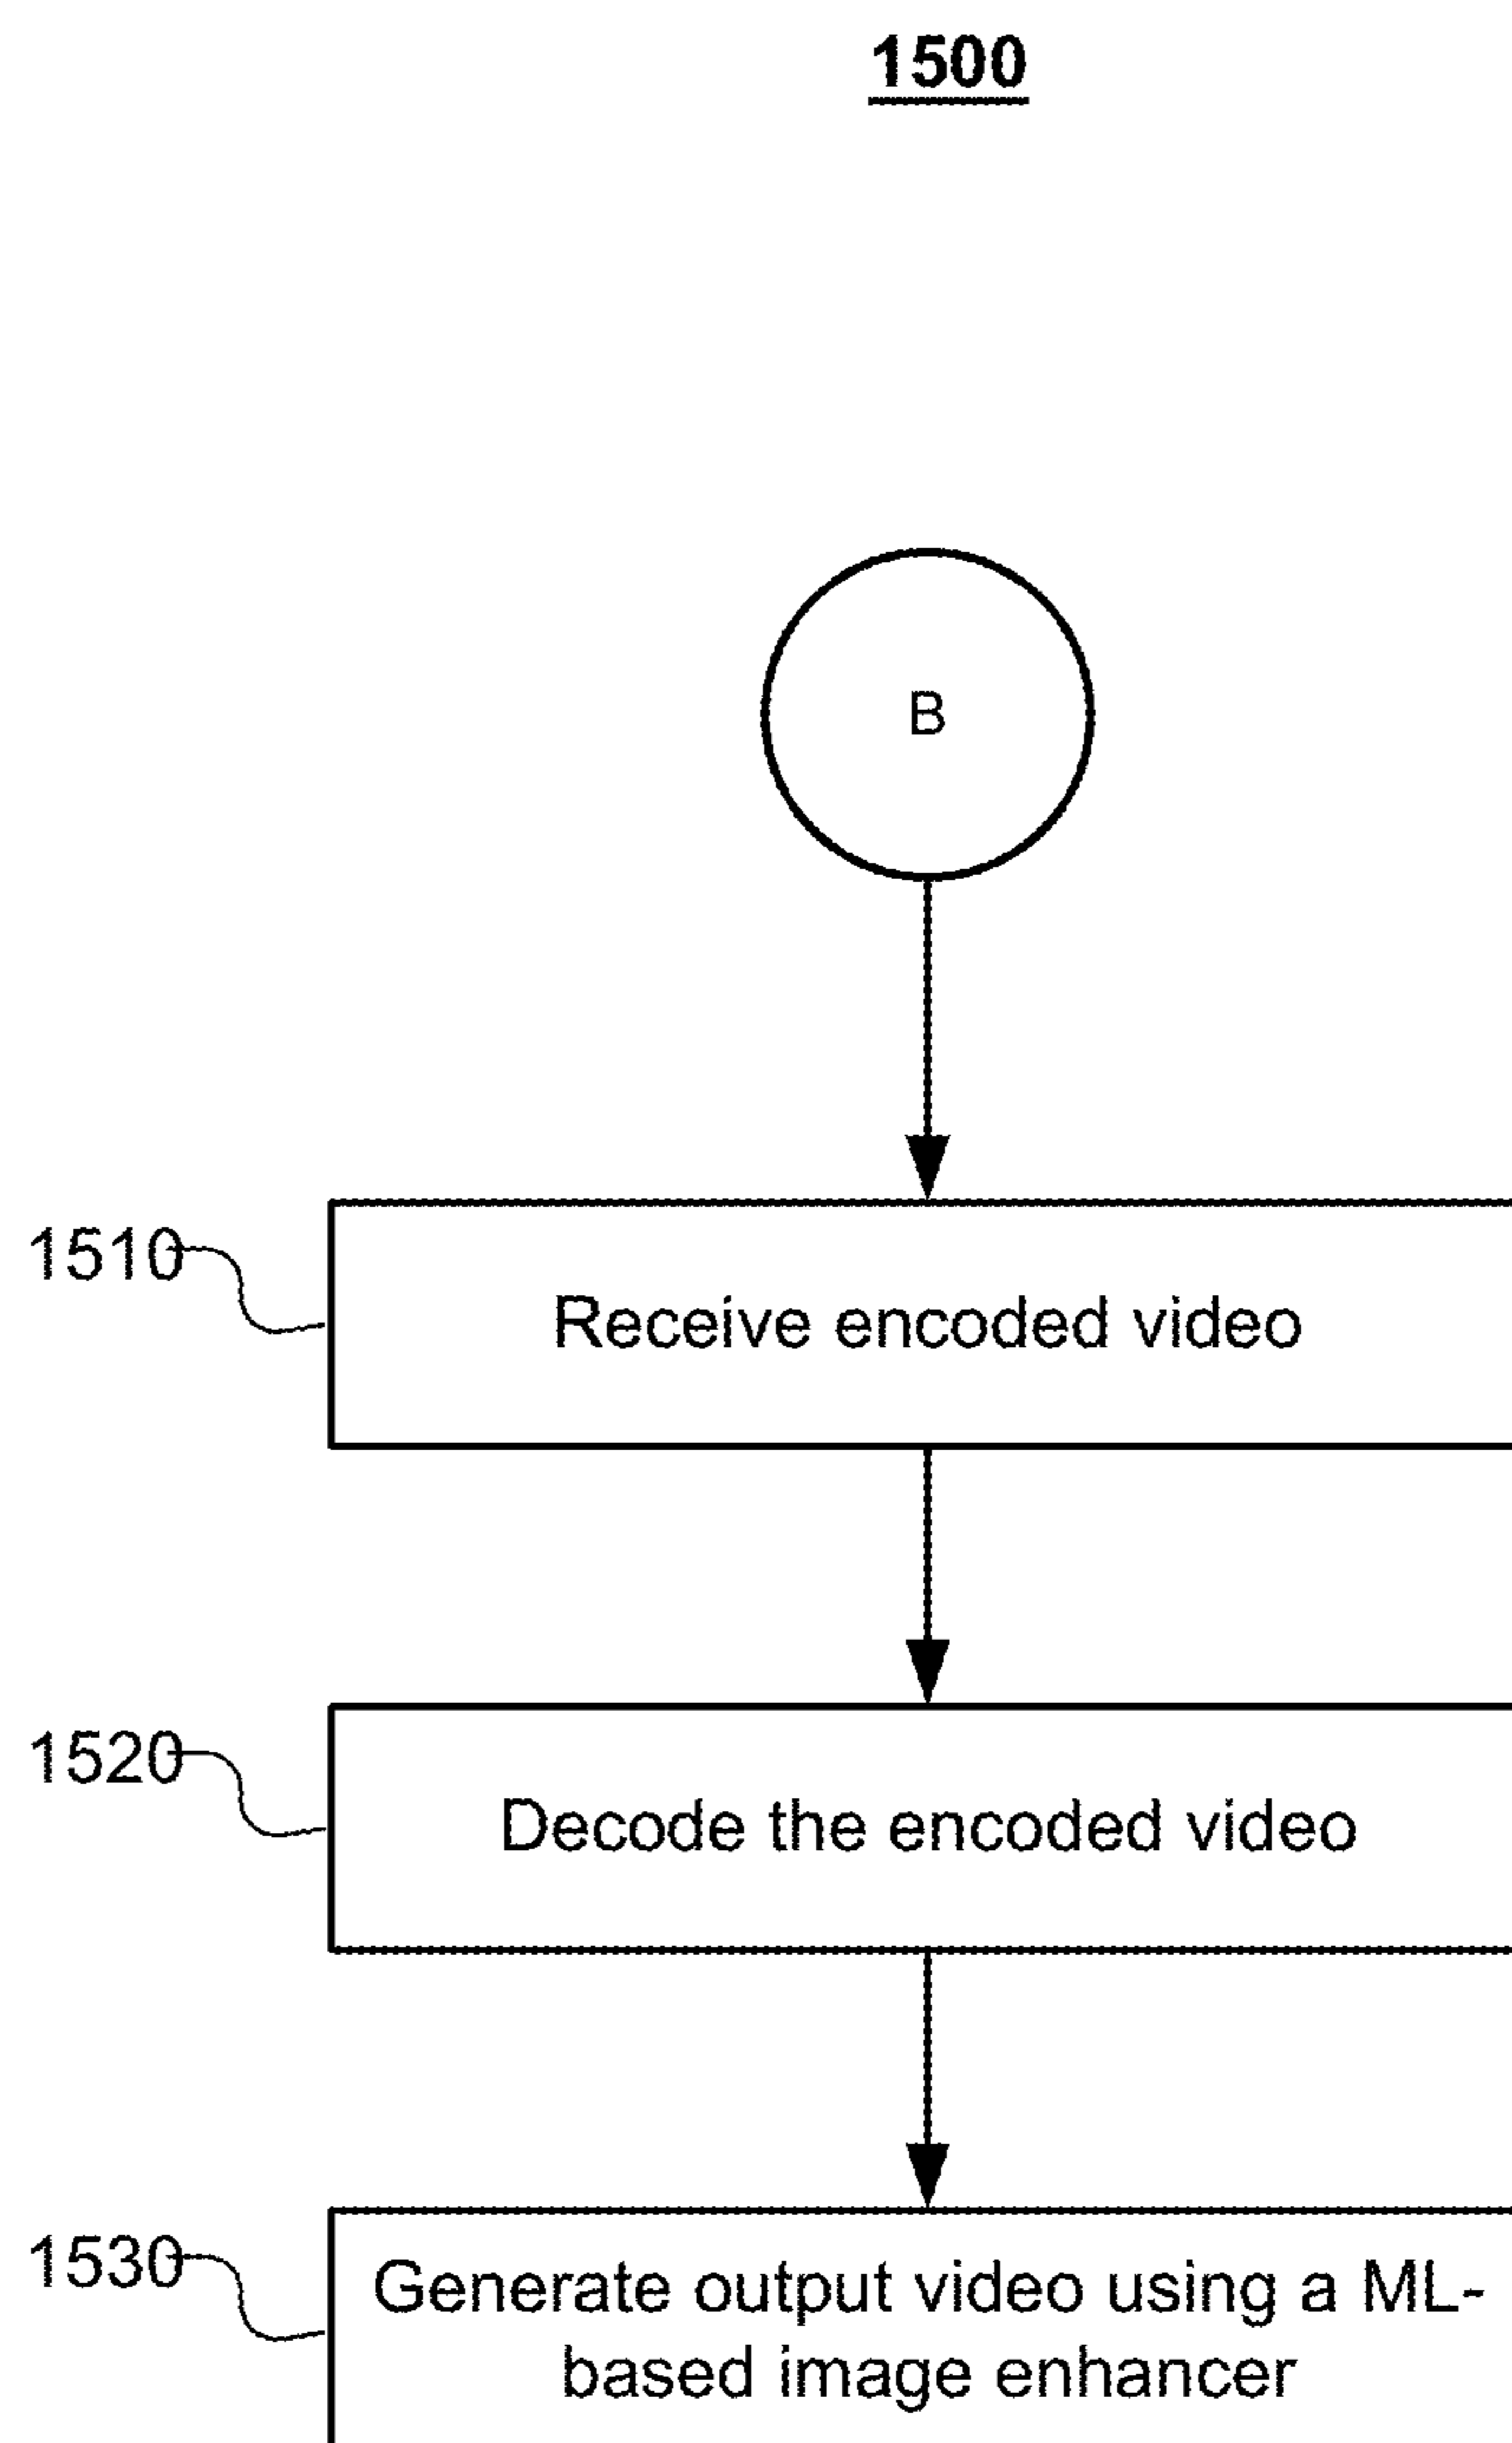 1500
B
1510
Receive encoded video
1520
Decode the encoded video
1530
Generate output video using a ML-
based image enhancer